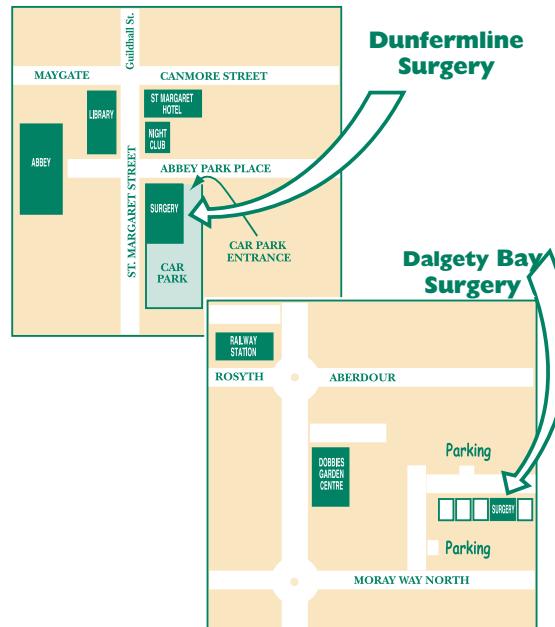 Guildhall St.
Dunfermline
Surgery
MAYGATE
CANMORE STREET
ST MARGARET
HOTEL
LIBRARY
NIGHT
CLUB
ABBEY
ABBEY PARK PLACE
ST. MARGARET STREET
SURGERY
CAR PARK
ENTRANCE
CAR
PARK
Dalgety Bay
Surgery
RAILWAY
STATION
ROSYTH
ABERDOUR
Parking
DOBBIES
GARDEN
CENTRE
SURGERY
Parking
MORAY WAY NORTH